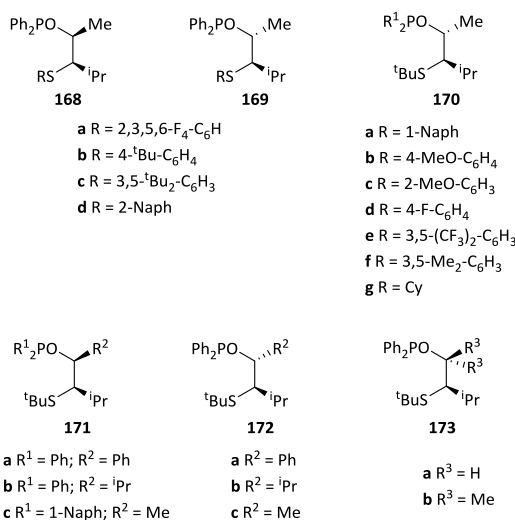 Ph₂PO Me Ph₂PO Me R¹₂PO Me
RS ⁱPr RS ⁱPr ᵗBuS ⁱPr
168 169 170
a R = 2,3,5,6-F₄-C₆H
b R = 4-ᵗBu-C₆H₄
c R = 3,5-ᵗBu₂-C₆H₃
d R = 2-Naph
a R = 1-Naph
b R = 4-MeO-C₆H₄
c R = 2-MeO-C₆H₃
d R = 4-F-C₆H₄
e R = 3,5-(CF₃)₂-C₆H₃
f R = 3,5-Me₂-C₆H₃
g R = Cy
R¹₂PO R² Ph₂PO R² Ph₂PO R³
R³
ᵗBuS ⁱPr ᵗBuS ⁱPr ᵗBuS ⁱPr
171 172 173
a R¹ = Ph; R² = Ph
b R¹ = Ph; R² = ⁱPr
c R¹ = 1-Naph; R² = Me
a R² = Ph
b R² = ⁱPr
c R² = Me
a R³ = H
b R³ = Me